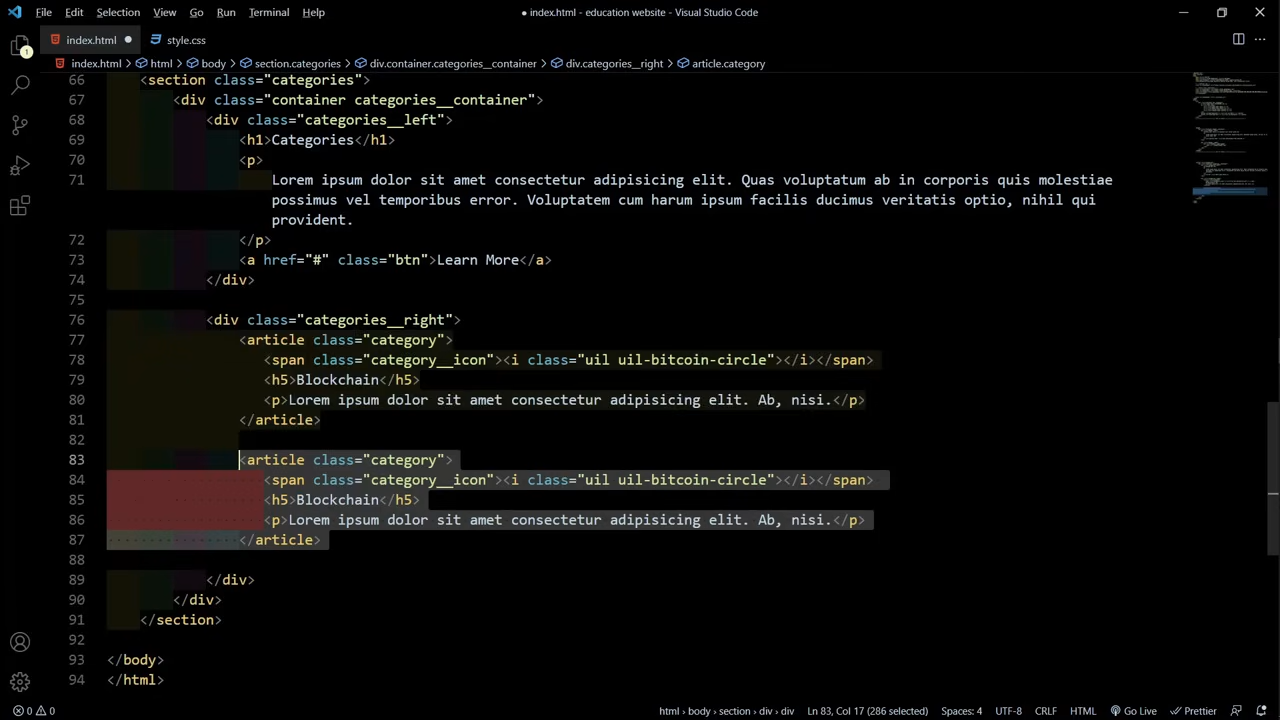 File Edit Selection View Go Run Terminal Help
● index.html - education website - Visual Studio Code
index.html ●
style.css
1
index.html > html > body > section.categories > div.container.categories__container > div.categories__right > article.category
66 <section class="categories">
67 <div class="container categories__container">
68 <div class="categories__left">
69 <h1>Categories</h1>
70 <p>
71 Lorem ipsum dolor sit amet consectetur adipisicing elit. Quas voluptatum ab in corporis quis molestiae
possimus vel temporibus error. Voluptatem cum harum ipsum facilis ducimus veritatis optio, nihil qui
provident.
72 </p>
73 <a href="#" class="btn">Learn More</a>
74 </div>
75
76 <div class="categories__right">
77 <article class="category">
78 <span class="category__icon"><i class="uil uil-bitcoin-circle"></i></span>
79 <h5>Blockchain</h5>
80 <p>Lorem ipsum dolor sit amet consectetur adipisicing elit. Ab, nisi.</p>
81 </article>
82
83 <article class="category">
84 <span class="category__icon"><i class="uil uil-bitcoin-circle"></i></span>
85 <h5>Blockchain</h5>
86 <p>Lorem ipsum dolor sit amet consectetur adipisicing elit. Ab, nisi.</p>
87 </article>
88
89 </div>
90 </div>
91 </section>
92
93 </body>
94 </html>
0 0 html > body > section > div > div Ln 83, Col 17 (286 selected) Spaces: 4 UTF-8 CRLF HTML Go Live Prettier